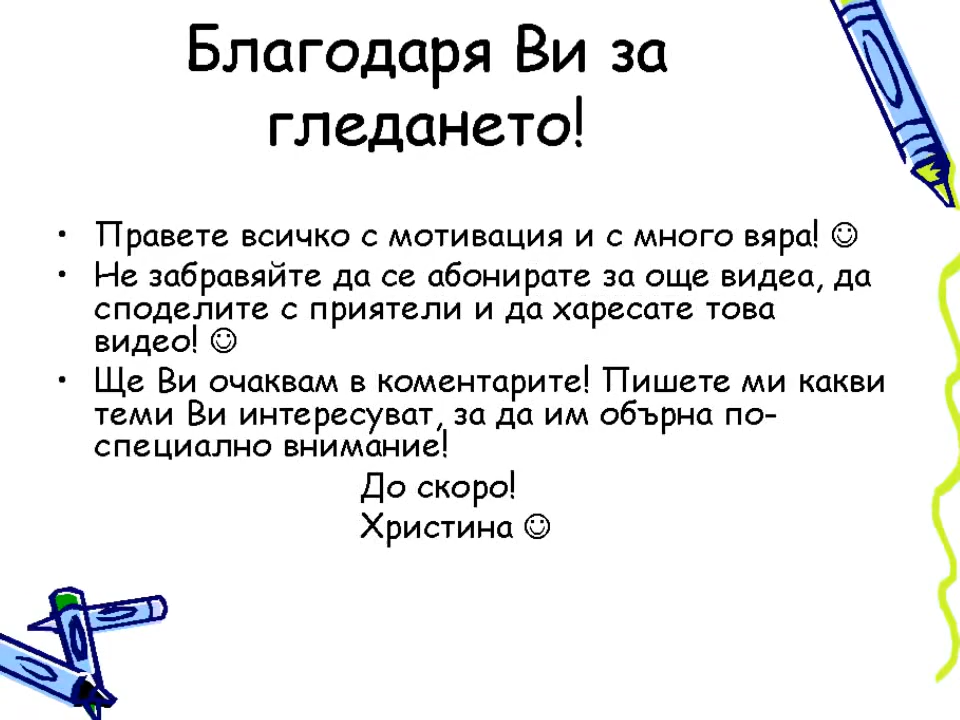 Благодаря Ви за
гледането!
• Правете всичко с мотивация и с много вяра! ☺
• Не забравяйте да се абонирате за още видеа, да
споделите с приятели и да харесате това
видео! ☺
• Ще Ви очаквам в коментарите! Пишете ми какви
теми Ви интересуват, за да им обърна по-
специално внимание!
До скоро!
Христина ☺